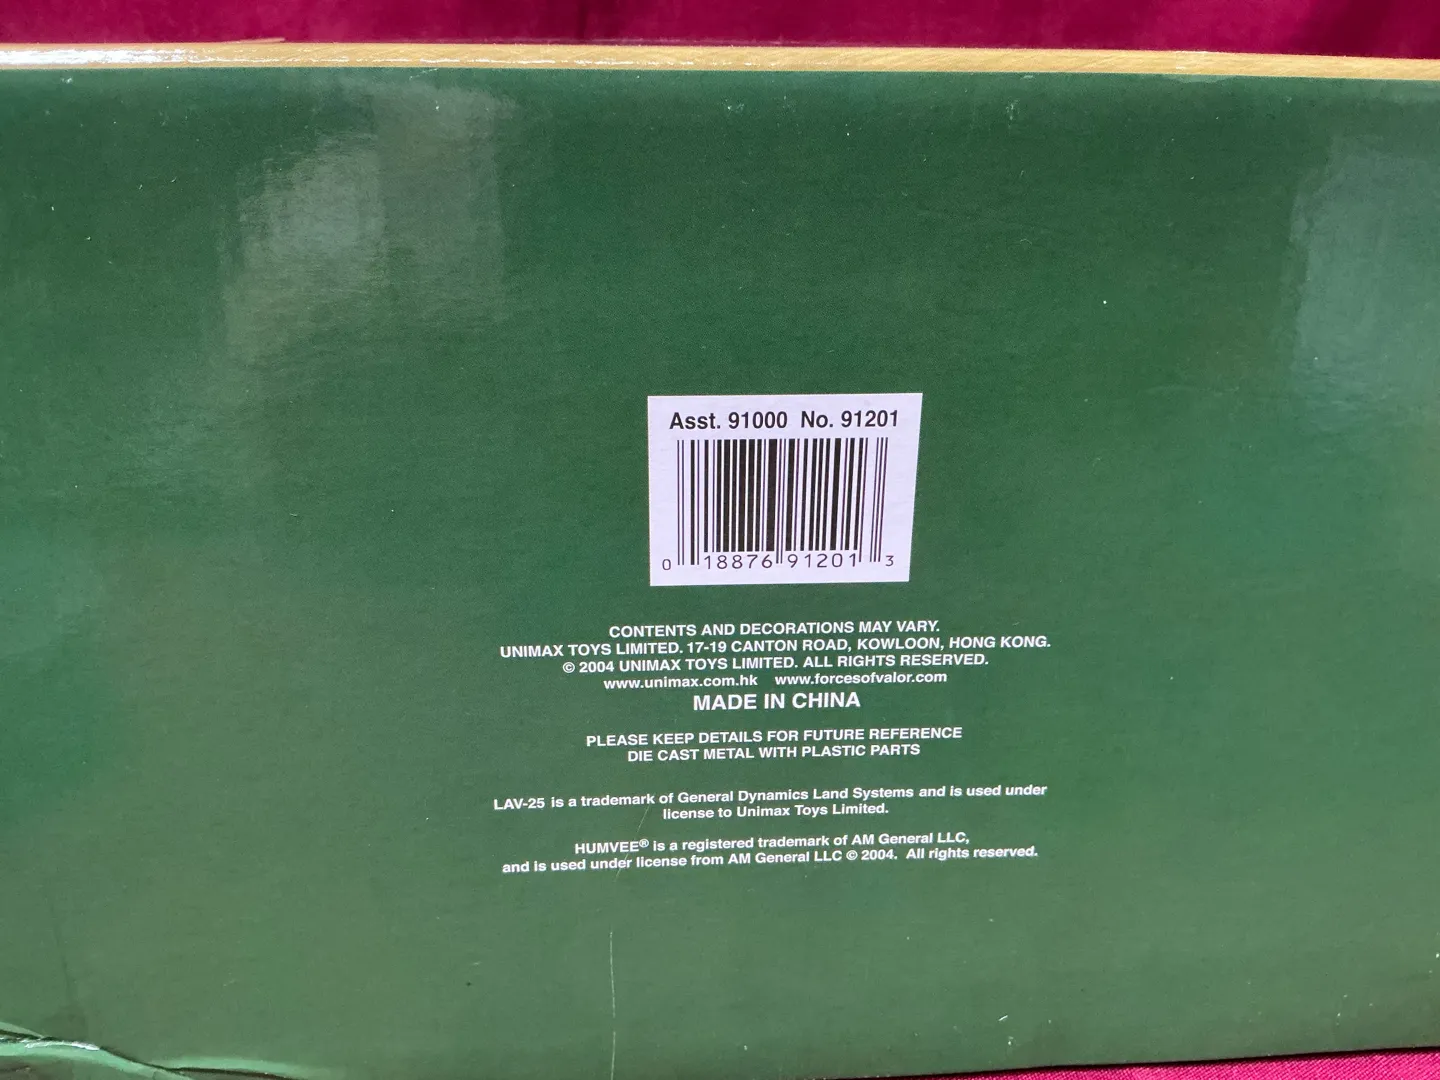 Asst. 91000 No. 91201
0 18876 91201 3
CONTENTS AND DECORATIONS MAY VARY.
UNIMAX TOYS LIMITED. 17-19 CANTON ROAD, KOWLOON, HONG KONG.
© 2004 UNIMAX TOYS LIMITED. ALL RIGHTS RESERVED.
www.unimax.com.hk www.forcesofvalor.com
MADE IN CHINA
PLEASE KEEP DETAILS FOR FUTURE REFERENCE
DIE CAST METAL WITH PLASTIC PARTS
LAV-25 is a trademark of General Dynamics Land Systems and is used under
license to Unimax Toys Limited.
HUMVEE® is a registered trademark of AM General LLC,
and is used under license from AM General LLC © 2004. All rights reserved.